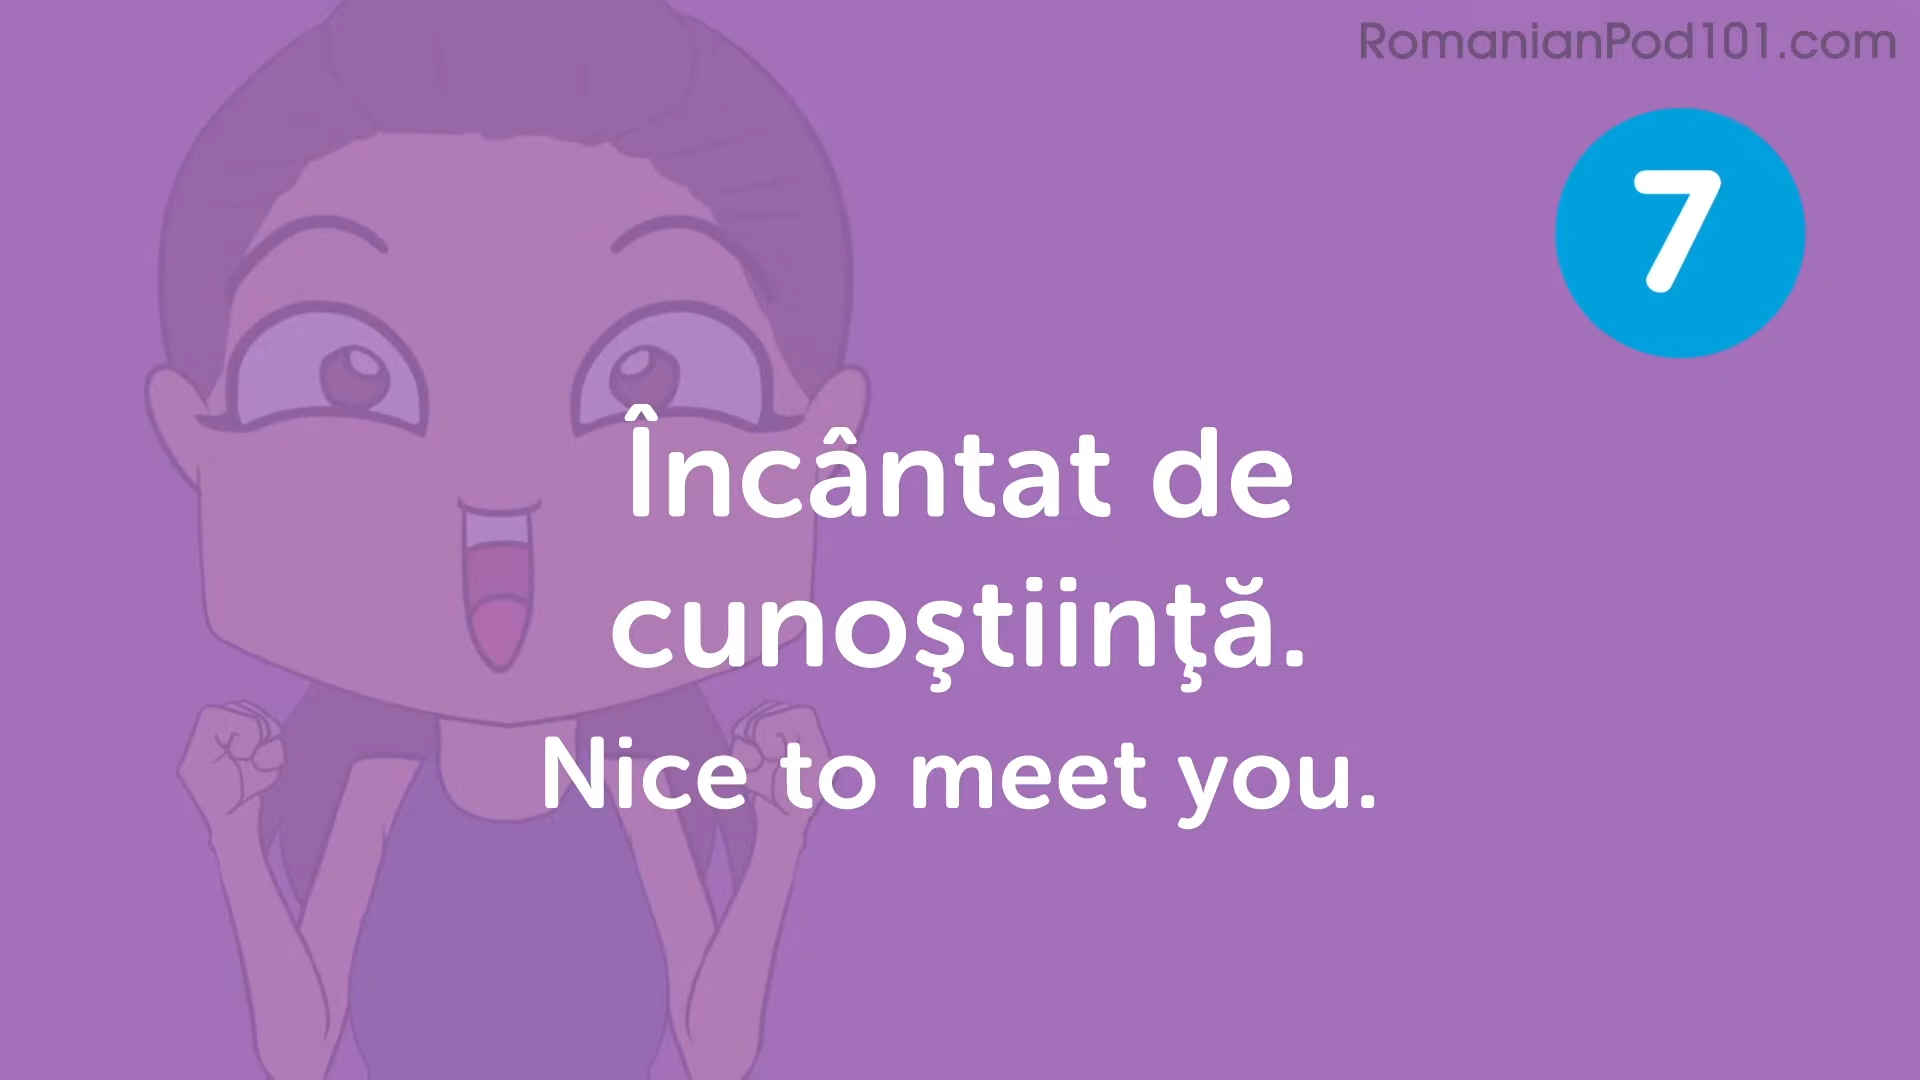 RomanianPod101.com
7
Încântat de
cunoştiinţă.
Nice to meet you.